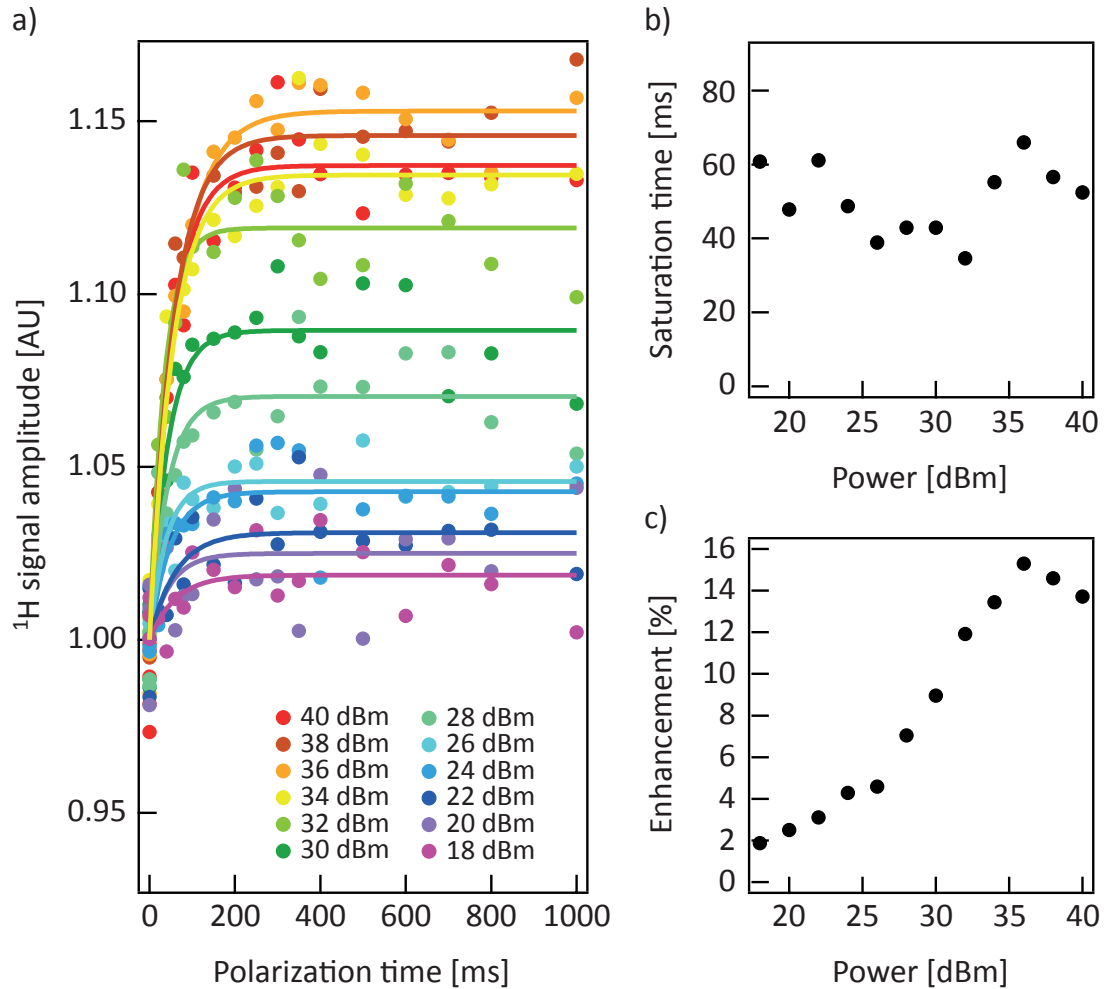 a)
¹H signal amplitude [AU]
1.15
1.10
1.05
1.00
0.95
0 200 400 600 800 1000
Polarization time [ms]
40 dBm
38 dBm
36 dBm
34 dBm
32 dBm
30 dBm
28 dBm
26 dBm
24 dBm
22 dBm
20 dBm
18 dBm
b)
Saturation time [ms]
80
60
40
20
0
20 25 30 35 40
Power [dBm]
c)
Enhancement [%]
16
14
12
10
8
6
4
2
0
20 25 30 35 40
Power [dBm]